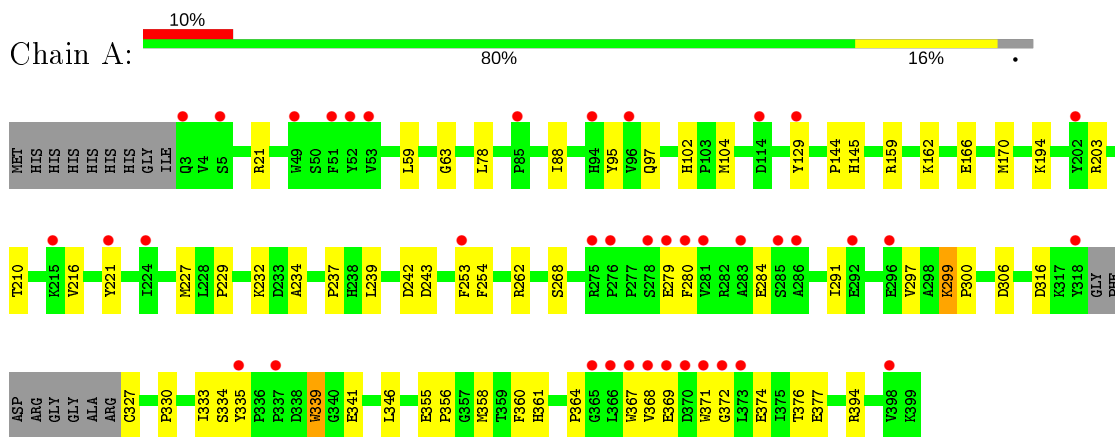 10%
Chain A:
80%
16%
•
MET HIS HIS HIS HIS HIS HIS GLY ILE Q3 V4 S5 R21 W49 S50 F51 Y52 V53 L59 G63 L78 P85 I88 H94 Y95 V96 Q97 H102 P103 M104 D114 Y129 P144 H145 R159 K162 E166 M170 K194 Y202 R203
T210 K215 V216 Y221 I224 M227 L228 P229 K232 D233 A234 P237 H238 L239 D242 D243 F253 F254 R262 S268 R275 P276 P277 S278 E279 F280 V281 R282 A283 E284 S285 A286 I291 E292 E296 V297 A298 K299 P300 D306 D316 K317 Y318 GLY PHE
ASP ARG GLY GLY ALA ARG C327 P330 I333 S334 Y335 P336 P337 D338 W339 G340 E341 L346 E355 P356 G357 M358 T359 F360 H361 P364 G365 L366 W367 V368 E369 D370 W371 G372 L373 E374 I375 T376 E377 R394 V398 K399